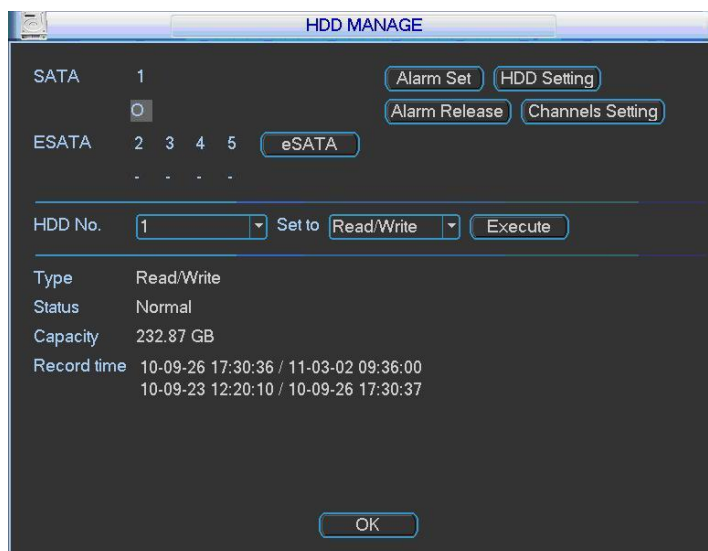 HDD MANAGE
SATA 1 Alarm Set HDD Setting
O Alarm Release Channels Setting
ESATA 2 3 4 5 eSATA
- - - -
HDD No. 1 Set to Read/Write Execute
Type Read/Write
Status Normal
Capacity 232.87 GB
Record time 10-09-26 17:30:36 / 11-03-02 09:36:00
10-09-23 12:20:10 / 10-09-26 17:30:37
OK